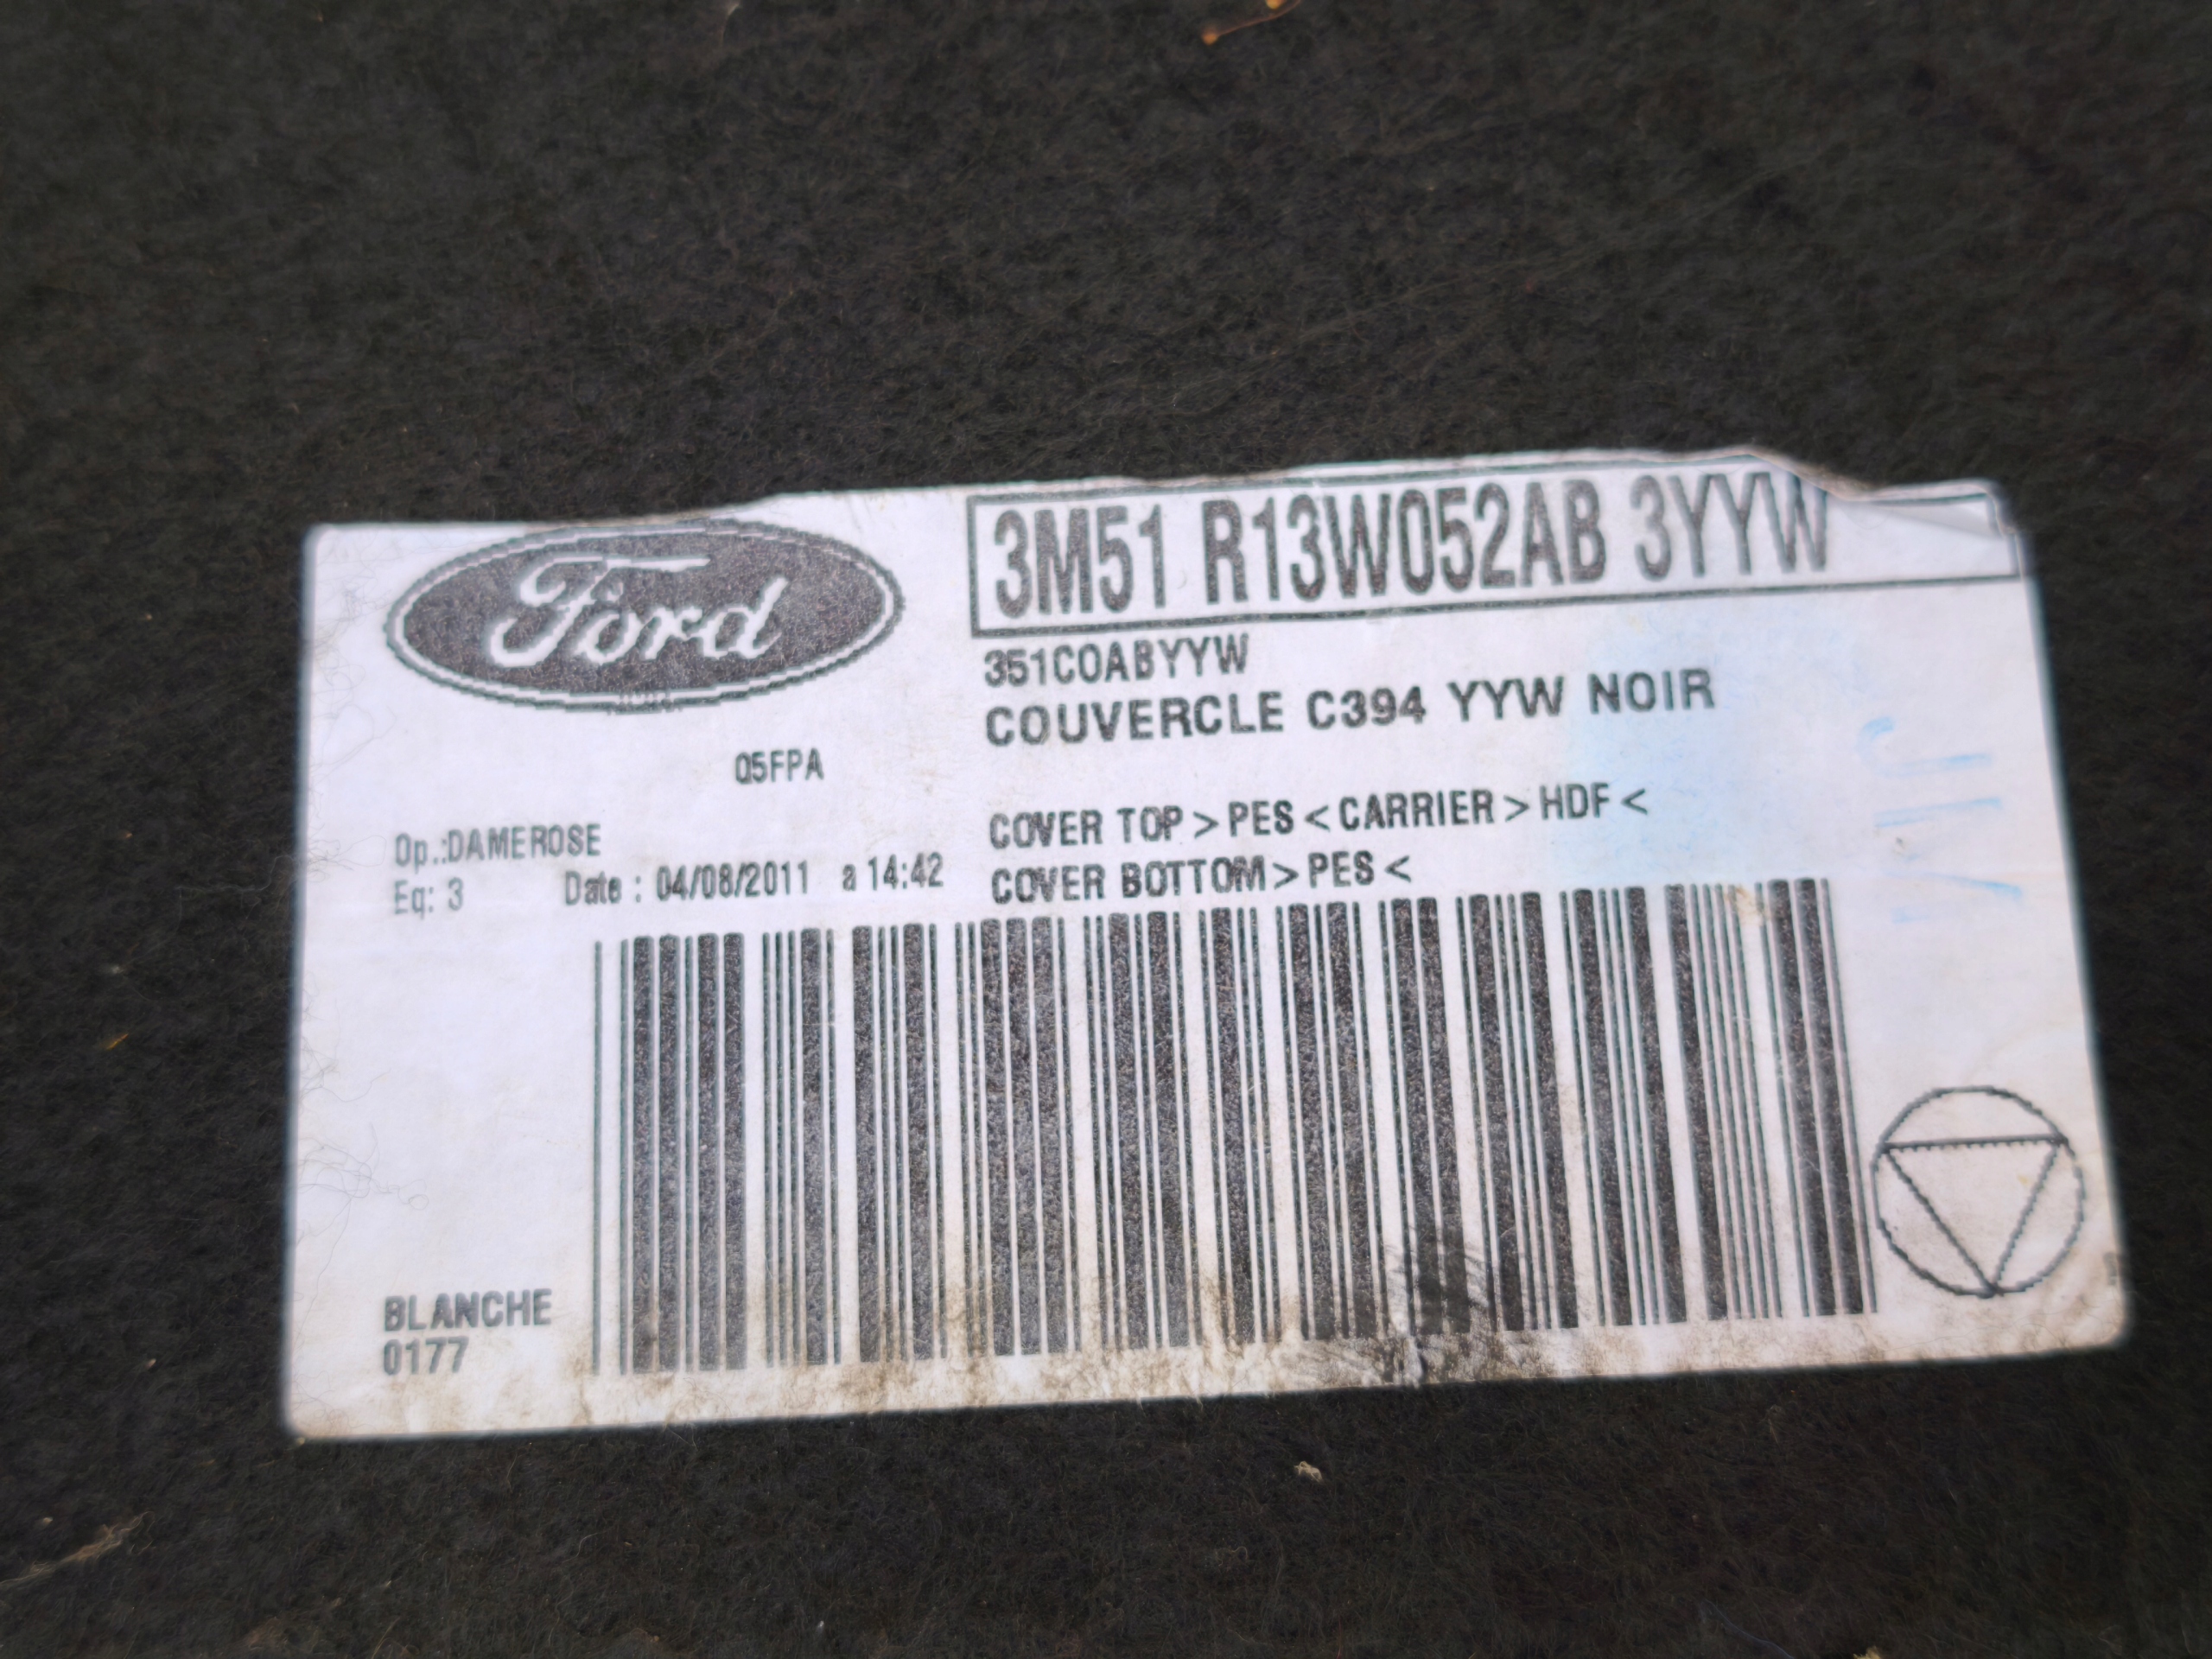 Ford
3M51 R13W052AB 3YYW
351COABYYW
COUVERCLE C394 YYW NOIR
Q5FPA
COVER TOP > PES < CARRIER > HDF <
COVER BOTTOM > PES <
Op.:DAMEROSE
Eq: 3 Date : 04/08/2011 a 14:42
BLANCHE
0177